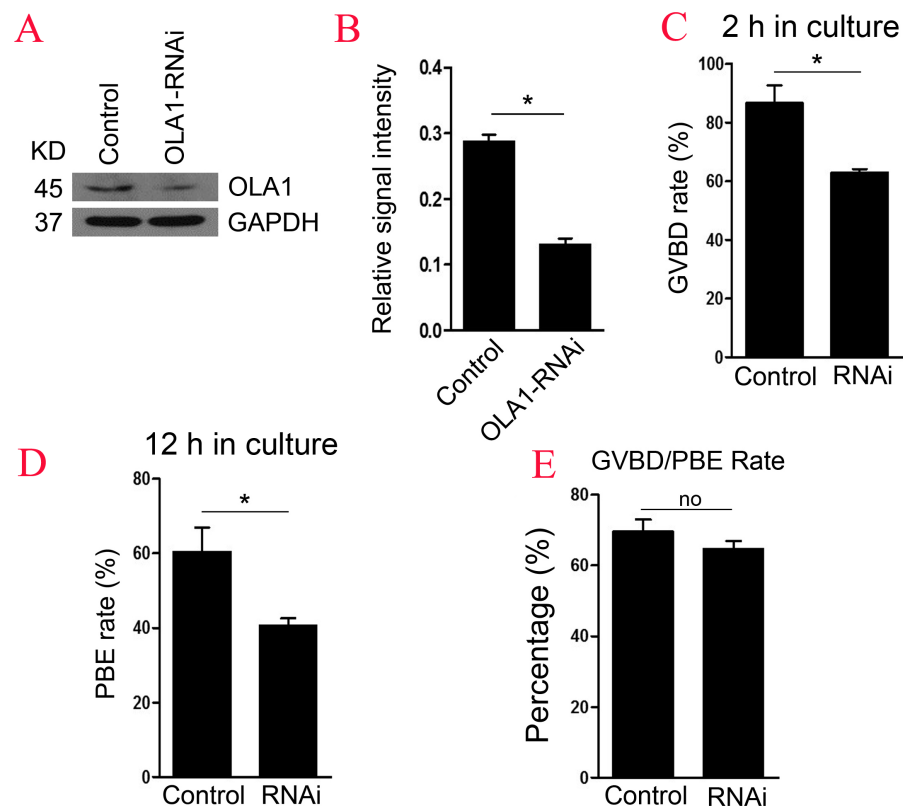 A
KD
Control
OLA1-RNAi
45
OLA1
37
GAPDH
B
Relative signal intensity
0.4
0.3
0.2
0.1
0.0
*
Control
OLA1-RNAi
C
2 h in culture
GVBD rate (%)
100
80
60
40
20
0
*
Control
RNAi
D
12 h in culture
PBE rate (%)
80
60
40
20
0
*
Control
RNAi
E
GVBD/PBE Rate
Percentage (%)
80
60
40
20
0
no
Control
RNAi